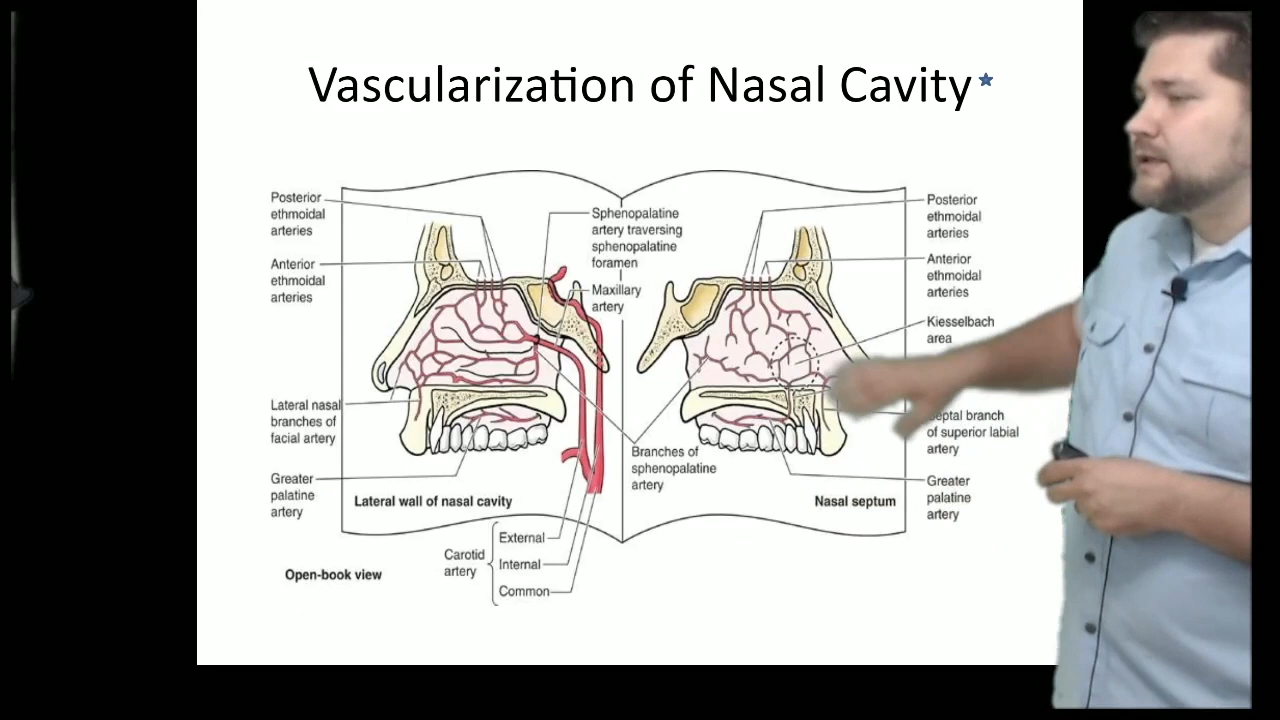 Vascularization of Nasal Cavity
Posterior
ethmoidal
arteries
Anterior
ethmoidal
arteries
Lateral nasal
branches of
facial artery
Greater
palatine
artery
Sphenopalatine
artery traversing
sphenopalatine
foramen
Maxillary
artery
Branches of
sphenopalatine
artery
Lateral wall of nasal cavity
Open-book view
Carotid
artery
External
Internal
Common
Posterior
ethmoidal
arteries
Anterior
ethmoidal
arteries
Kiesselbach
area
Septal branch
of superior labial
artery
Greater
palatine
artery
Nasal septum